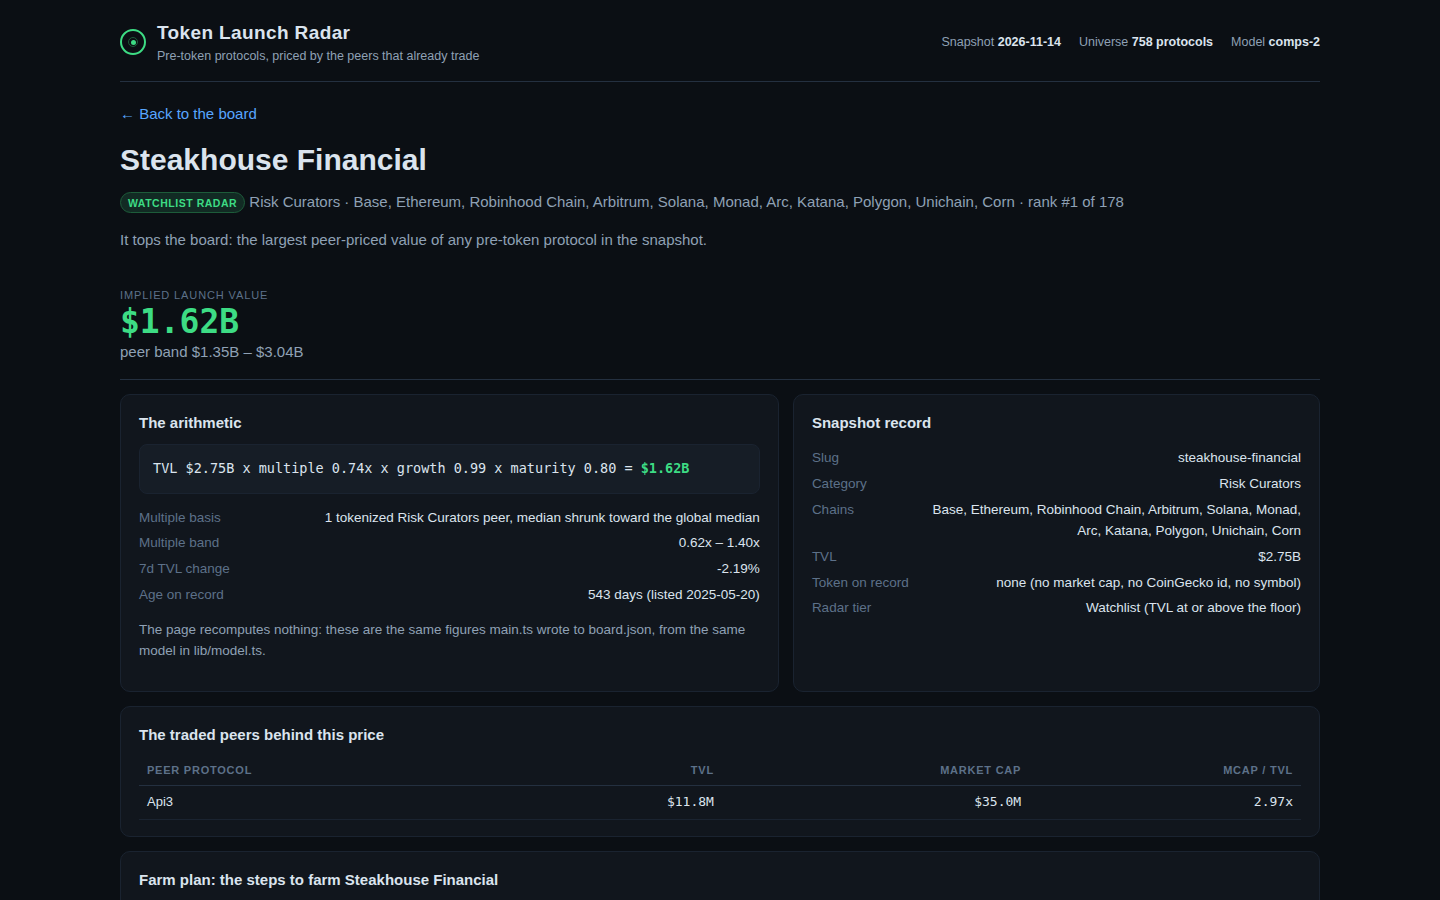 Token Launch Radar
Pre-token protocols, priced by the peers that already trade
Snapshot 2026-11-14 Universe 758 protocols Model comps-2
← Back to the board
Steakhouse Financial
WATCHLIST RADAR Risk Curators · Base, Ethereum, Robinhood Chain, Arbitrum, Solana, Monad, Arc, Katana, Polygon, Unichain, Corn · rank #1 of 178
It tops the board: the largest peer-priced value of any pre-token protocol in the snapshot.
IMPLIED LAUNCH VALUE
$1.62B
peer band $1.35B – $3.04B
The arithmetic
TVL $2.75B x multiple 0.74x x growth 0.99 x maturity 0.80 = $1.62B
Multiple basis 1 tokenized Risk Curators peer, median shrunk toward the global median
Multiple band 0.62x – 1.40x
7d TVL change -2.19%
Age on record 543 days (listed 2025-05-20)
The page recomputes nothing: these are the same figures main.ts wrote to board.json, from the same
model in lib/model.ts.
Snapshot record
Slug steakhouse-financial
Category Risk Curators
Chains Base, Ethereum, Robinhood Chain, Arbitrum, Solana, Monad,
Arc, Katana, Polygon, Unichain, Corn
TVL $2.75B
Token on record none (no market cap, no CoinGecko id, no symbol)
Radar tier Watchlist (TVL at or above the floor)
The traded peers behind this price
PEER PROTOCOL TVL MARKET CAP MCAP / TVL
Api3 $11.8M $35.0M 2.97x
Farm plan: the steps to farm Steakhouse Financial